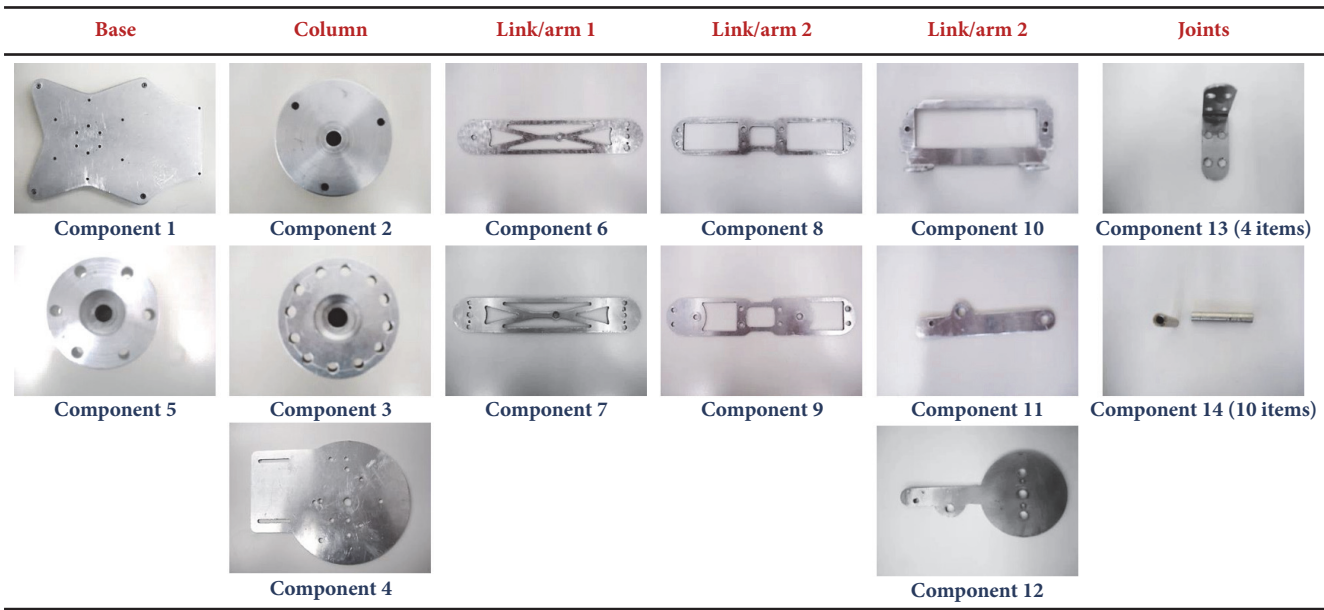 Base Column Link/arm 1 Link/arm 2 Link/arm 2 Joints
Component 1 Component 2 Component 6 Component 8 Component 10 Component 13 (4 items)
Component 5 Component 3 Component 7 Component 9 Component 11 Component 14 (10 items)
Component 4 Component 12